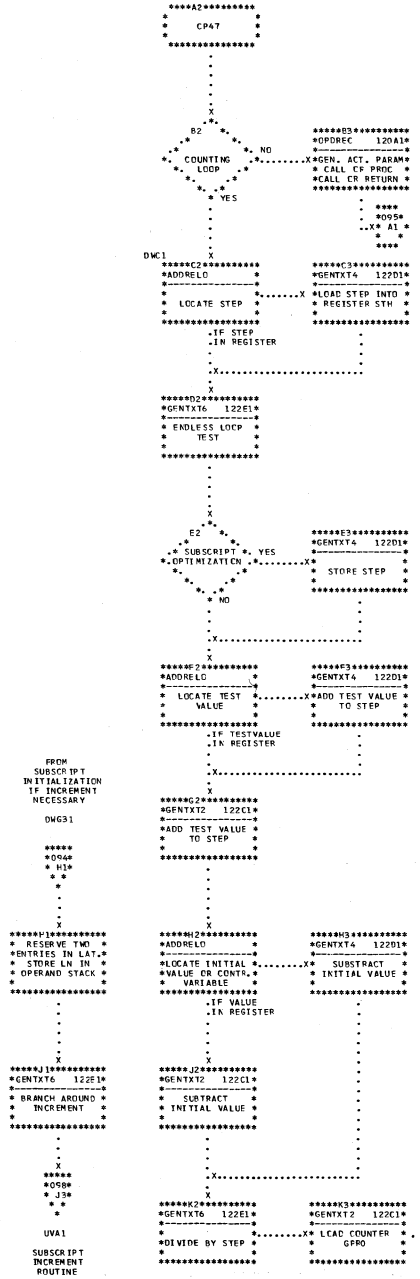 ****A2*********
CP47
B2
COUNTING
LOOP
NO
YES
*****B3**********
*OPDREC 120A1*
*GEN. ACT. PARAM*
* CALL CF PROC *
*CALL CR RETURN *
*****************
****
*095*
..X* A1 *
****
DWC1
*****C2**********
*ADDRELO *
LOCATE STEP
*****************
*****C3**********
*GENTXT4 122D1*
*LOAD STEP INTO *
* REGISTER STH *
*****************
.IF STEP
.IN REGISTER
*****D2**********
*GENTXT6 122E1*
* ENDLESS LOCP *
* TEST *
*****************
E2
SUBSCRIPT
OPTIMIZATION
YES
NO
*****E3**********
*GENTXT4 122D1*
* STORE STEP *
*****************
*****F2**********
*ADDRELO *
* LOCATE TEST *
* VALUE *
*****************
*****F3**********
*GENTXT4 122D1*
*ADD TEST VALUE *
* TO STEP *
*****************
.IF TESTVALUE
.IN REGISTER
FROM
SUBSCRIPT
INITIALIZATION
IF INCREMENT
NECESSARY
DWG31
*****G2**********
*GENTXT2 122C1*
*ADD TEST VALUE *
* TO STEP *
*****************
*****
*094*
* H1*
* *
*
*****H1**********
* RESERVE TWO *
*ENTRIES IN LAT.*
* STORE LN IN *
* OPERAND STACK *
*****************
*****H2**********
*ADDRELO *
*LOCATE INITIAL *
*VALUE OR CONTR.*
* VARIABLE *
*****************
*****H3**********
*GENTXT4 122D1*
* SUBSTRACT *
* INITIAL VALUE *
*****************
.IF VALUE
.IN REGISTER
*****J1**********
*GENTXT6 122E1*
* BRANCH AROUND *
* INCREMENT *
*****************
*****J2**********
*GENTXT2 122C1*
* SUBTRACT *
* INITIAL VALUE *
*****************
*****
*098*
* J3*
* *
*
UVA1
SUBSCRIPT
INCREMENT
ROUTINE
*****K2**********
*GENTXT6 122E1*
*DIVIDE BY STEP *
*****************
*****K3**********
*GENTXT2 122C1*
* LCAD COUNTER *
* GPRO *
*****************